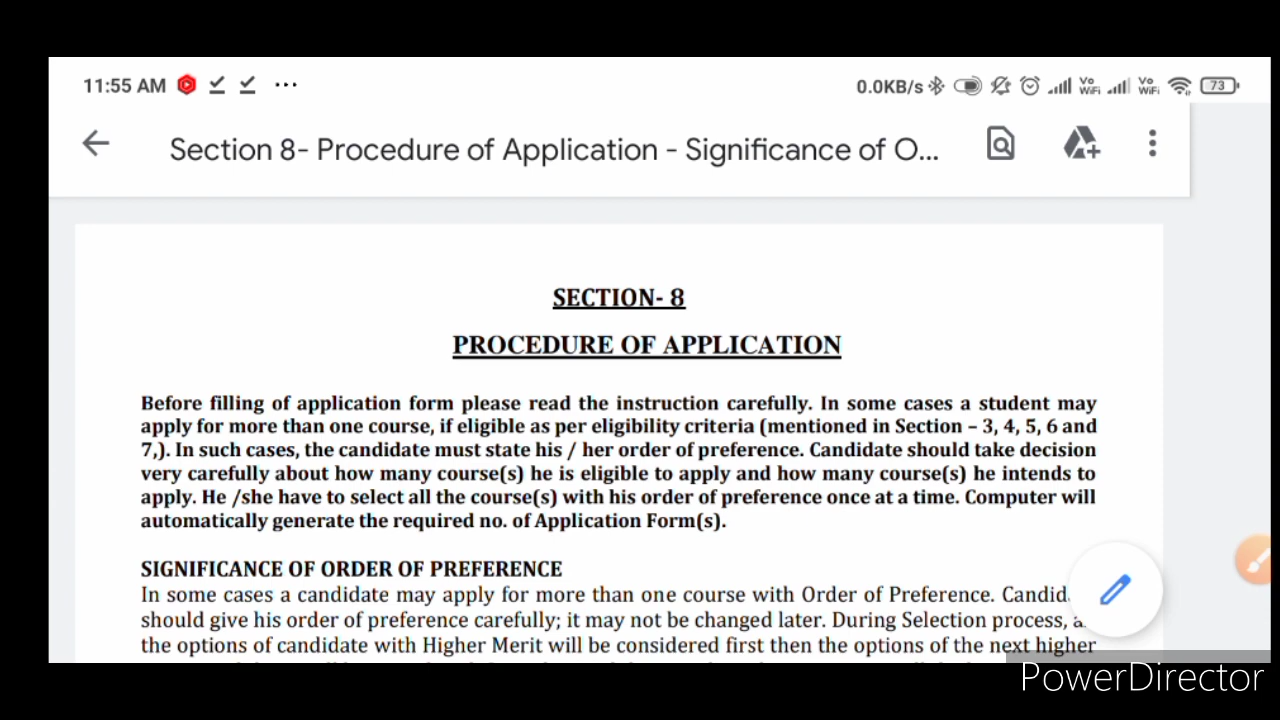 11:55 AM ... 0.0KB/s Vo WiFi Vo WiFi 73
Section 8- Procedure of Application - Significance of O...
SECTION- 8
PROCEDURE OF APPLICATION
Before filling of application form please read the instruction carefully. In some cases a student may
apply for more than one course, if eligible as per eligibility criteria (mentioned in Section – 3, 4, 5, 6 and
7,). In such cases, the candidate must state his / her order of preference. Candidate should take decision
very carefully about how many course(s) he is eligible to apply and how many course(s) he intends to
apply. He /she have to select all the course(s) with his order of preference once at a time. Computer will
automatically generate the required no. of Application Form(s).
SIGNIFICANCE OF ORDER OF PREFERENCE
In some cases a candidate may apply for more than one course with Order of Preference.
should give his order of preference carefully; it may not be changed later. During Selection process,
the options of candidate with Higher Merit will be considered first then the options of the next higher
PowerDirector